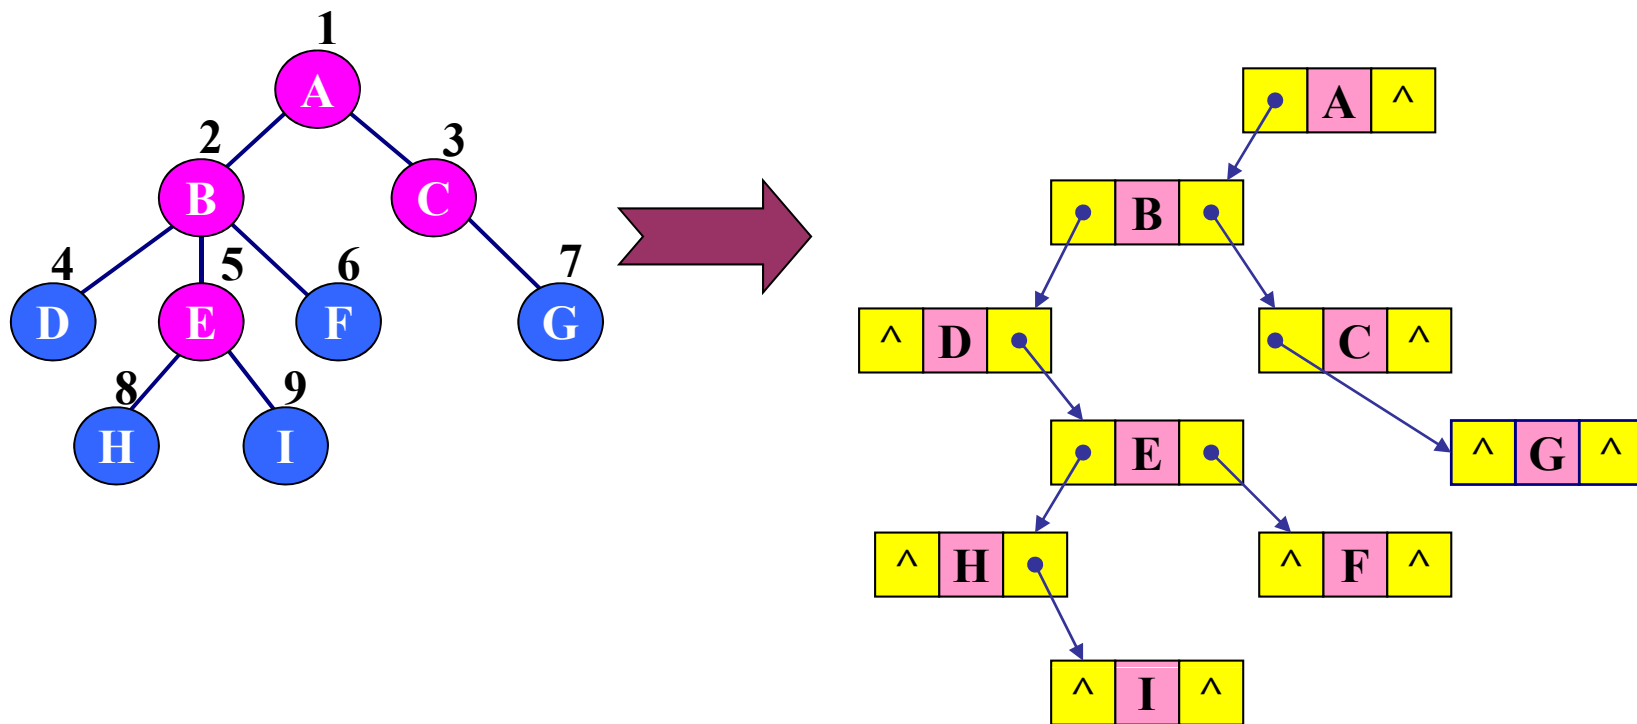 1
A
2 3
B C
4 5 6 7
D E F G
8 9
H I
A ^
B
^ D
C ^
E
^ G ^
^ H
^ F ^
^ I ^